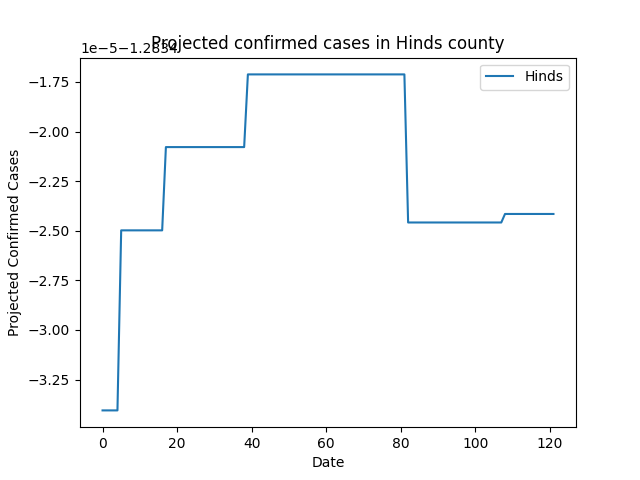 1e−5−1.2834
Projected confirmed cases in Hinds county
Hinds
−1.75
−2.00
−2.25
−2.50
−2.75
−3.00
−3.25
Projected Confirmed Cases
0 20 40 60 80 100 120
Date